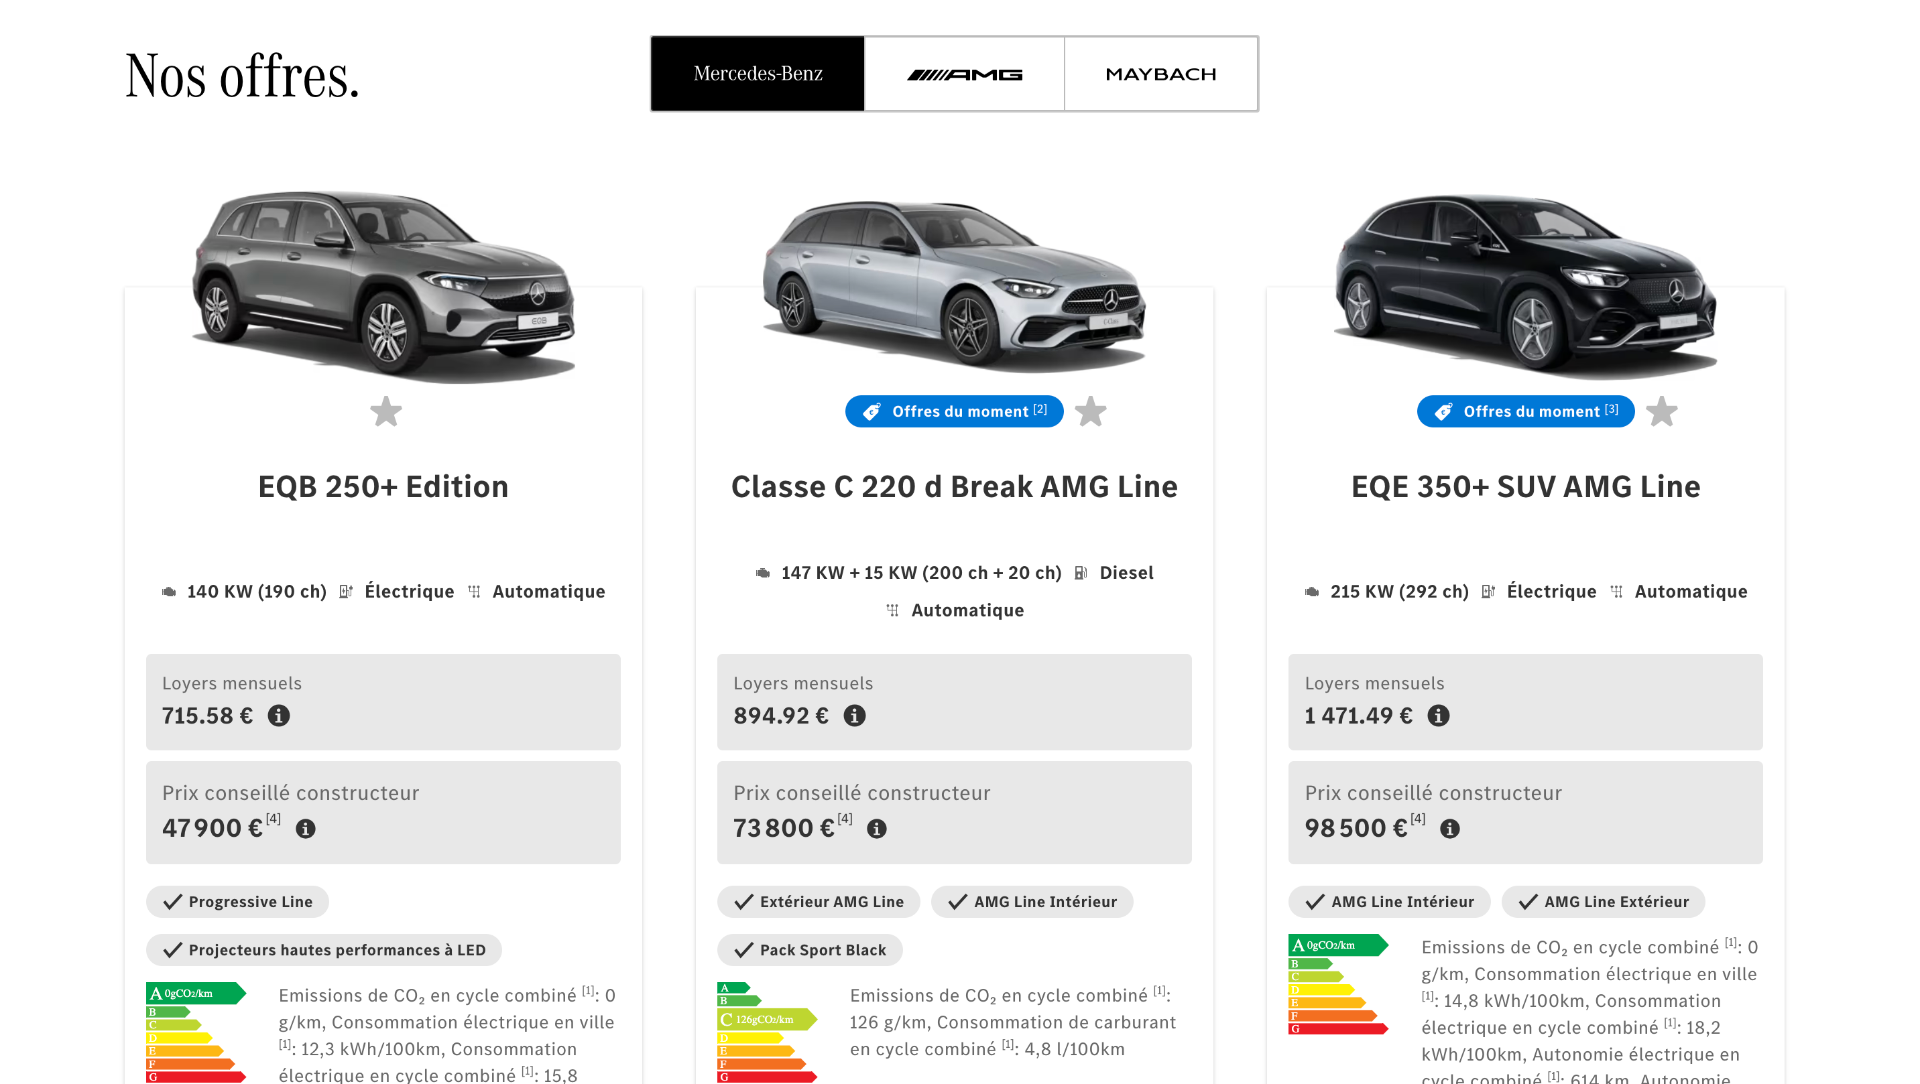 Nos offres.
Mercedes-Benz
AMG
MAYBACH
EQB
Offres du moment [2]
Offres du moment [3]
EQB 250+ Edition
140 KW (190 ch) Électrique Automatique
Loyers mensuels
715.58 €
Prix conseillé constructeur
47 900 € [4]
Progressive Line
Projecteurs hautes performances à LED
A 0gCO2/km
B
C
D
E
F
G
Emissions de CO₂ en cycle combiné [1]: 0
g/km, Consommation électrique en ville
[1]: 12,3 kWh/100km, Consommation
électrique en cycle combiné [1]: 15,8
Classe C 220 d Break AMG Line
147 KW + 15 KW (200 ch + 20 ch) Diesel
Automatique
Loyers mensuels
894.92 €
Prix conseillé constructeur
73 800 € [4]
Extérieur AMG Line
AMG Line Intérieur
Pack Sport Black
A
B
C 126gCO2/km
D
E
F
G
Emissions de CO₂ en cycle combiné [1]:
126 g/km, Consommation de carburant
en cycle combiné [1]: 4,8 l/100km
EQE 350+ SUV AMG Line
215 KW (292 ch) Électrique Automatique
Loyers mensuels
1 471.49 €
Prix conseillé constructeur
98 500 € [4]
AMG Line Intérieur
AMG Line Extérieur
A 0gCO2/km
B
C
D
E
F
G
Emissions de CO₂ en cycle combiné [1]: 0
g/km, Consommation électrique en ville
[1]: 14,8 kWh/100km, Consommation
électrique en cycle combiné [1]: 18,2
kWh/100km, Autonomie électrique en
cycle combiné [1]: 614 km, Autonomie